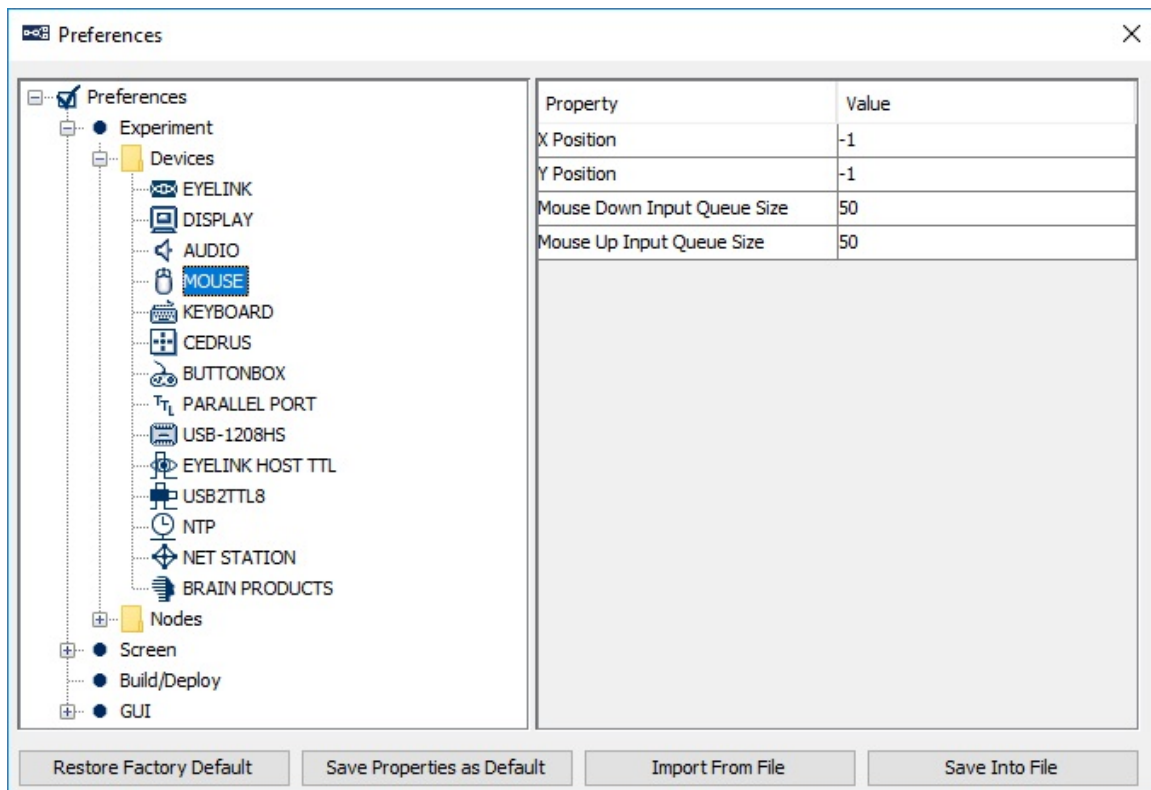 Preferences
Preferences
Experiment
Devices
EYELINK
DISPLAY
AUDIO
MOUSE
KEYBOARD
CEDRUS
BUTTONBOX
TTL PARALLEL PORT
USB-1208HS
EYELINK HOST TTL
USB2TTL8
NTP
NET STATION
BRAIN PRODUCTS
Nodes
Screen
Build/Deploy
GUI
Property Value
X Position -1
Y Position -1
Mouse Down Input Queue Size 50
Mouse Up Input Queue Size 50
Restore Factory Default Save Properties as Default Import From File Save Into File